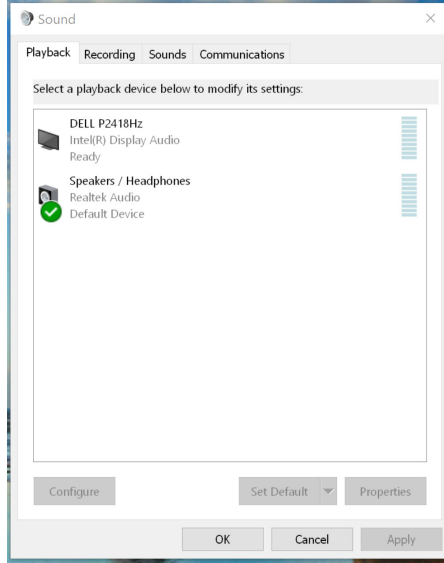 Sound
Playback Recording Sounds Communications
Select a playback device below to modify its settings:
DELL P2418Hz
Intel(R) Display Audio
Ready
Speakers / Headphones
Realtek Audio
Default Device
Configure Set Default Properties
OK Cancel Apply